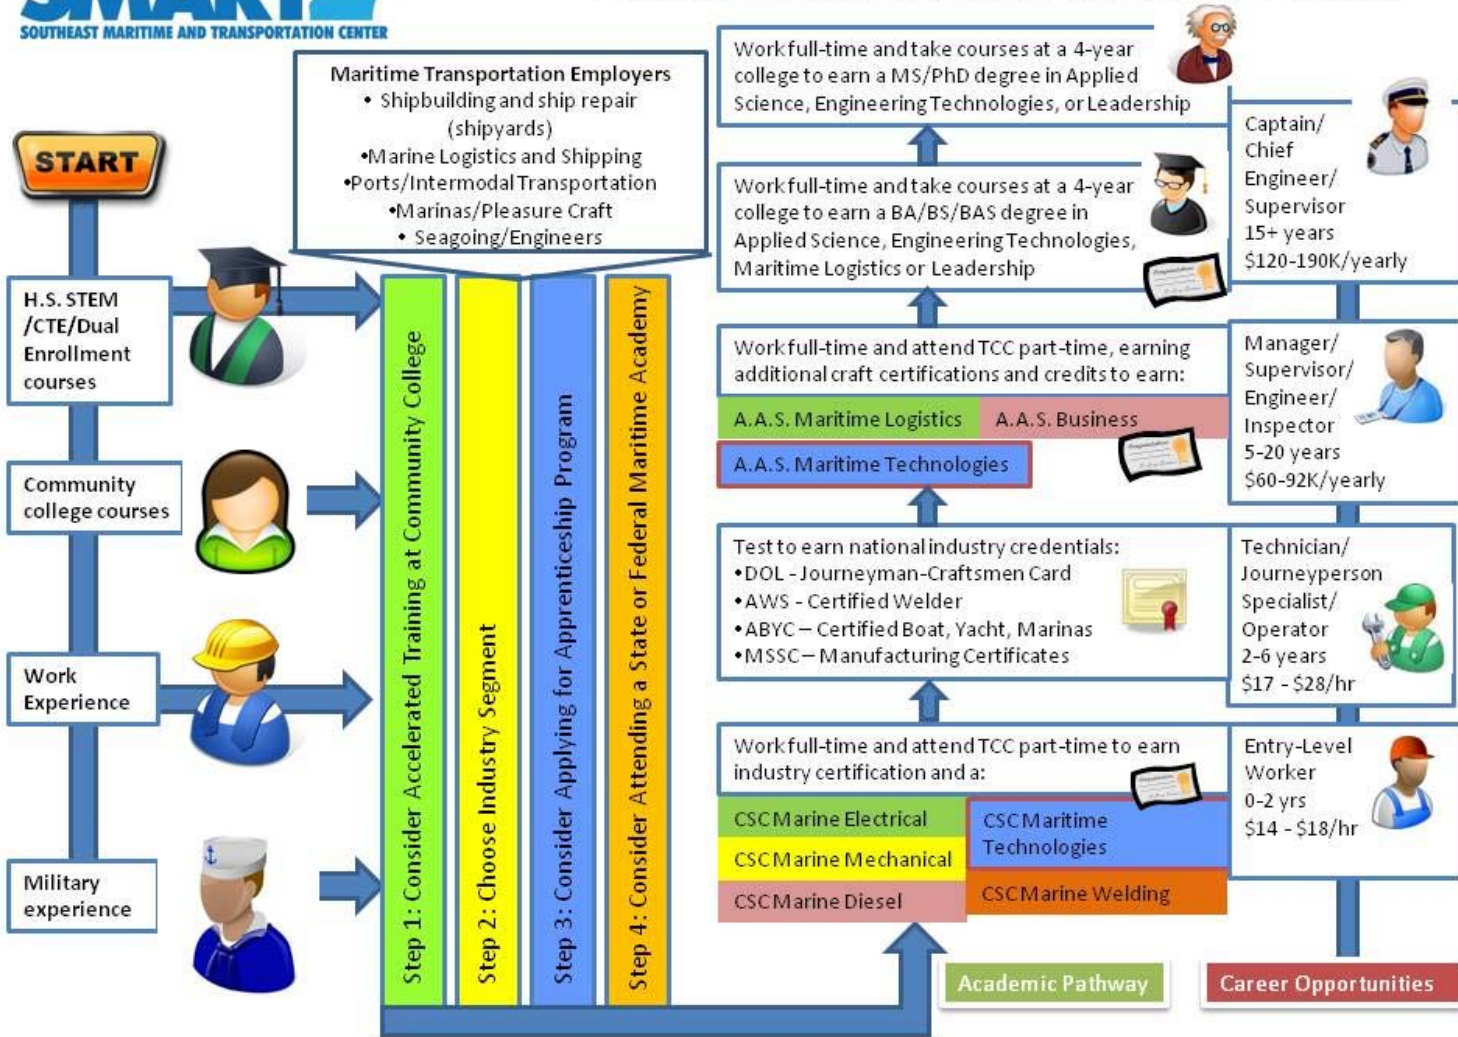 SMART
SOUTHEAST MARITIME AND TRANSPORTATION CENTER
START
H.S. STEM
/CTE/Dual
Enrollment
courses
Community
college courses
Work
Experience
Military
experience
Maritime Transportation Employers
• Shipbuilding and ship repair
(shipyards)
•Marine Logistics and Shipping
•Ports/Intermodal Transportation
•Marinas/Pleasure Craft
• Seagoing/Engineers
Step 1: Consider Accelerated Training at Community College
Step 2: Choose Industry Segment
Step 3: Consider Applying for Apprenticeship Program
Step 4: Consider Attending a State or Federal Maritime Academy
Work full-time and take courses at a 4-year
college to earn a MS/PhD degree in Applied
Science, Engineering Technologies, or Leadership
Work full-time and take courses at a 4-year
college to earn a BA/BS/BAS degree in
Applied Science, Engineering Technologies,
Maritime Logistics or Leadership
Work full-time and attend TCC part-time, earning
additional craft certifications and credits to earn:
A.A.S. Maritime Logistics
A.A.S. Business
A.A.S. Maritime Technologies
Test to earn national industry credentials:
•DOL - Journeyman-Craftsmen Card
•AWS - Certified Welder
•ABYC – Certified Boat, Yacht, Marinas
•MSSC – Manufacturing Certificates
Work full-time and attend TCC part-time to earn
industry certification and a:
CSC Marine Electrical
CSC Marine Mechanical
CSC Marine Diesel
CSC Maritime
Technologies
CSC Marine Welding
Captain/
Chief
Engineer/
Supervisor
15+ years
$120-190K/yearly
Manager/
Supervisor/
Engineer/
Inspector
5-20 years
$60-92K/yearly
Technician/
Journeyperson
Specialist/
Operator
2-6 years
$17 - $28/hr
Entry-Level
Worker
0-2 yrs
$14 - $18/hr
Academic Pathway
Career Opportunities